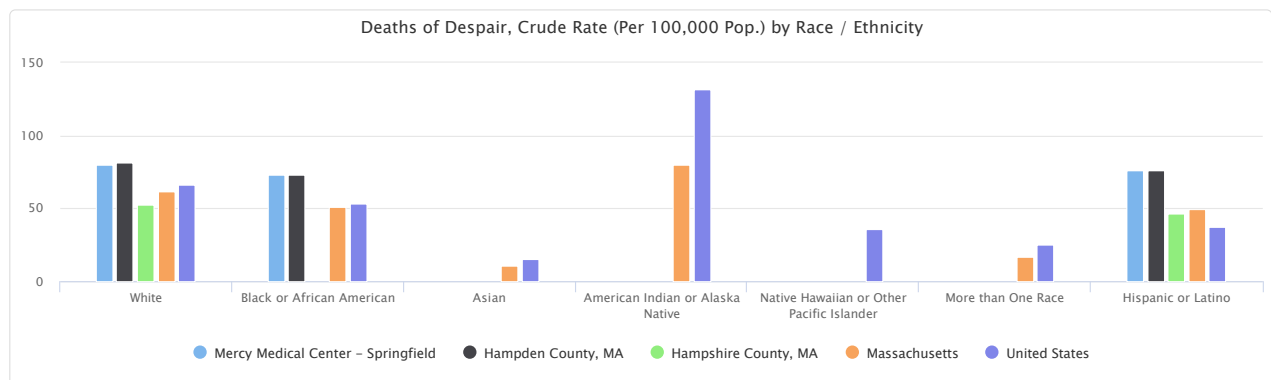 Deaths of Despair, Crude Rate (Per 100,000 Pop.) by Race / Ethnicity
150
100
50
0
White
Black or African American
Asian
American Indian or Alaska
Native
Native Hawaiian or Other
Pacific Islander
More than One Race
Hispanic or Latino
Mercy Medical Center – Springfield
Hampden County, MA
Hampshire County, MA
Massachusetts
United States